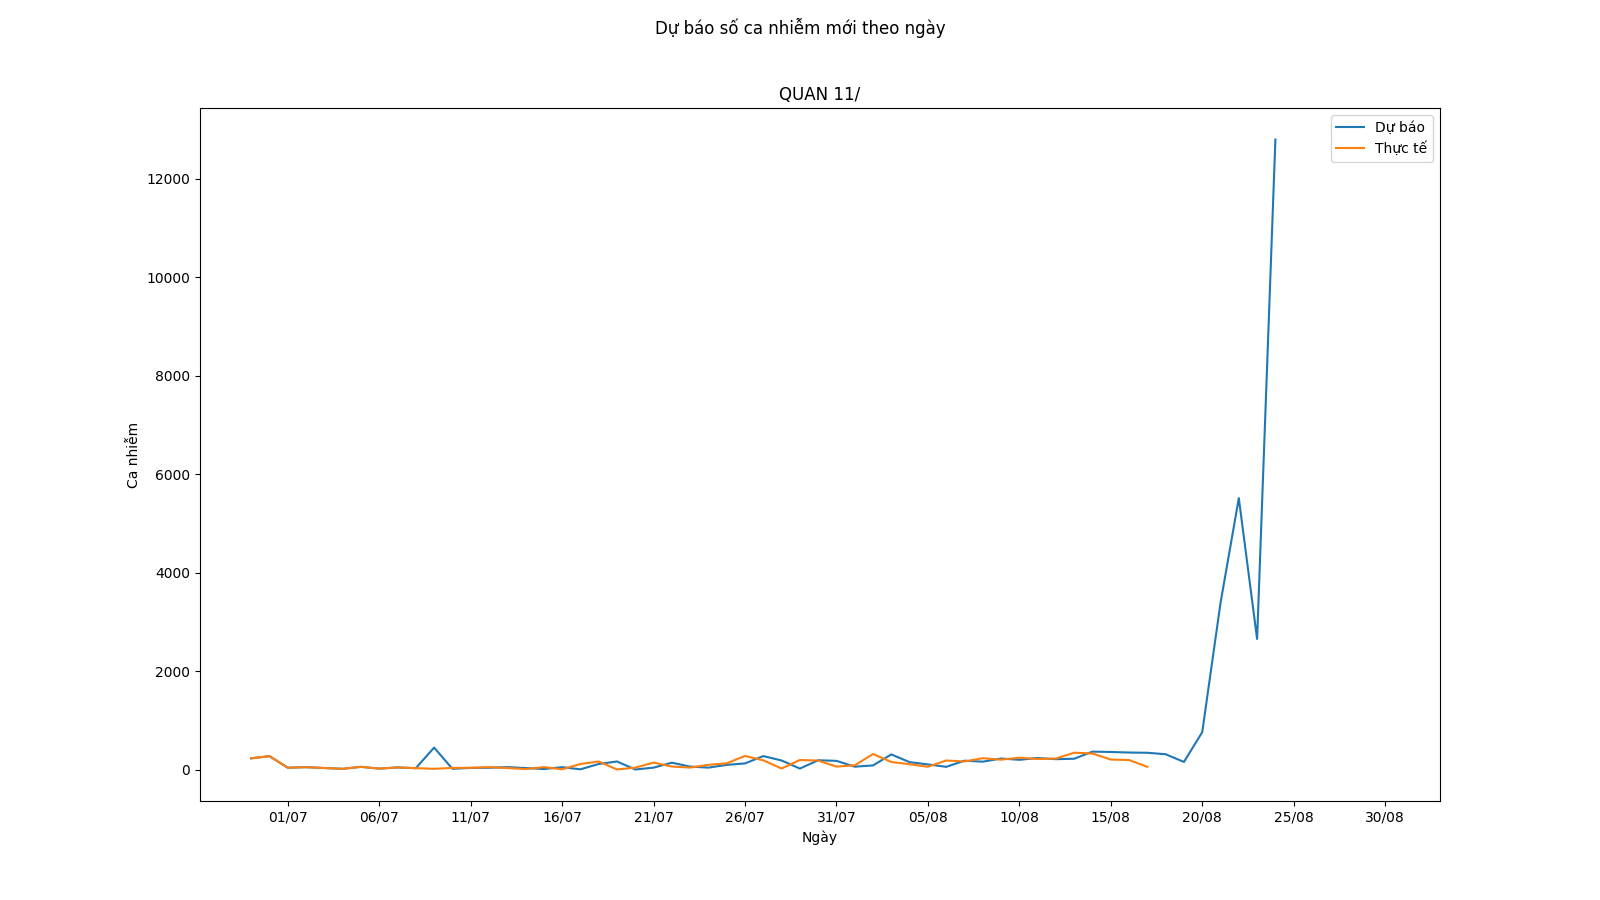 Dự báo số ca nhiễm mới theo ngày
QUAN 11/
Dự báo
Thực tế
12000
10000
8000
6000
4000
2000
0
Ca nhiễm
01/07 06/07 11/07 16/07 21/07 26/07 31/07 05/08 10/08 15/08 20/08 25/08 30/08
Ngày